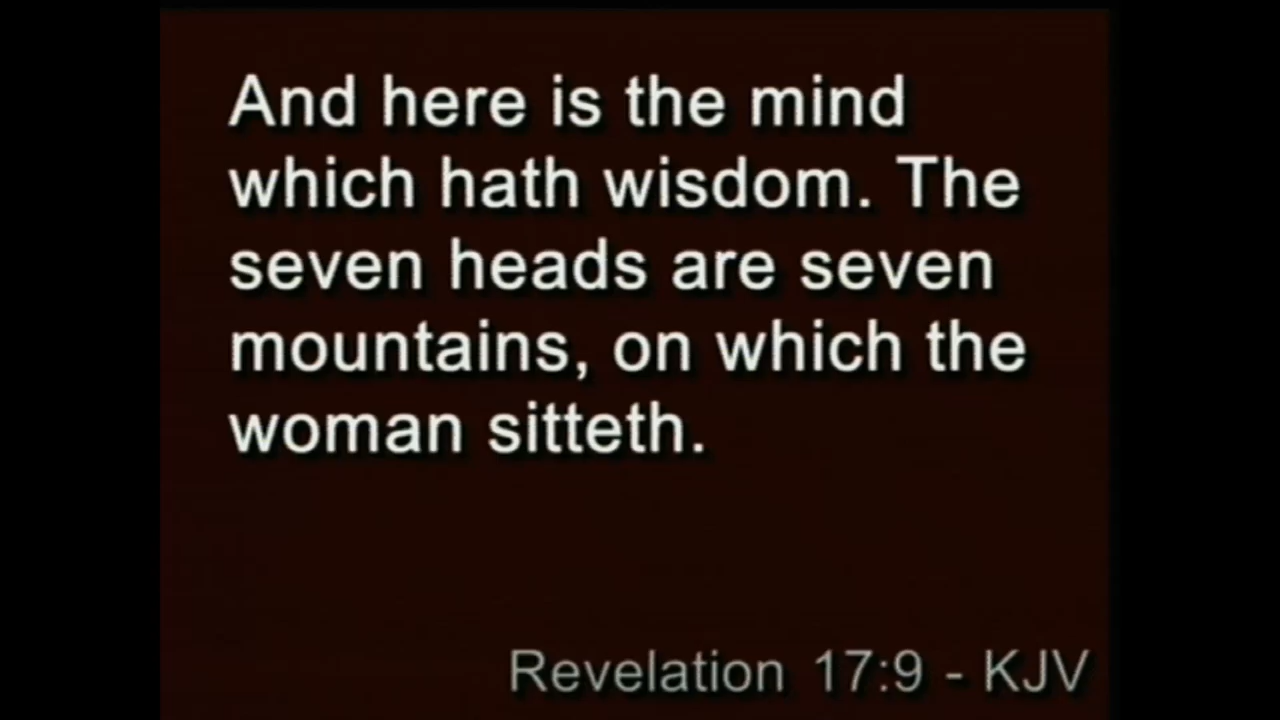 And here is the mind
which hath wisdom. The
seven heads are seven
mountains, on which the
woman sitteth.
Revelation 17:9 - KJV